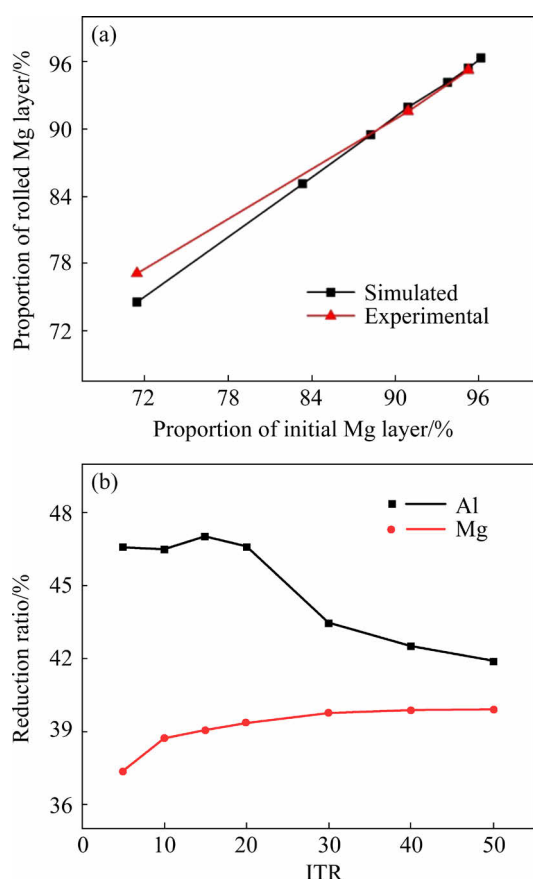 (a)
Proportion of rolled Mg layer/%
96
90
84
78
72
Simulated
Experimental
72 78 84 90 96
Proportion of initial Mg layer/%
(b)
Reduction ratio/%
48
45
42
39
36
Al
Mg
0 10 20 30 40 50
ITR